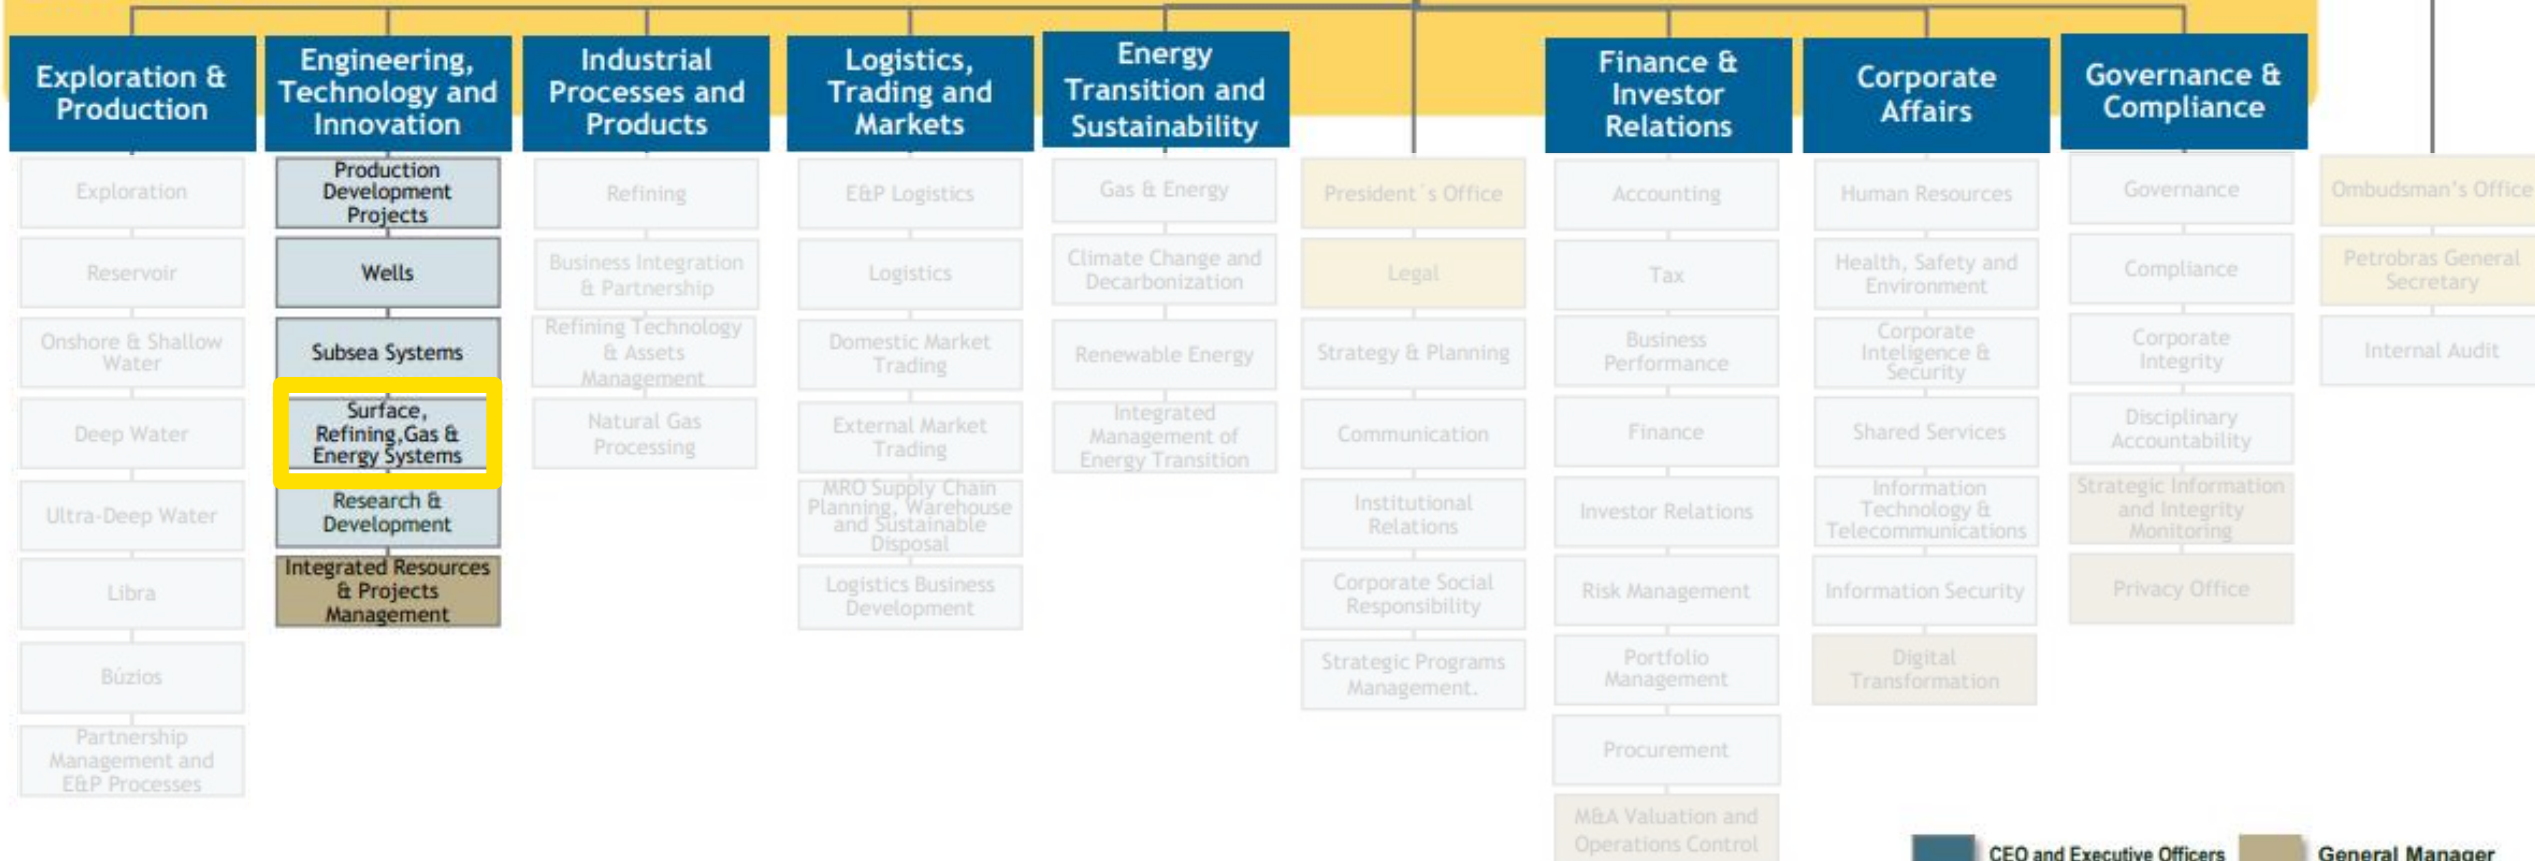 Exploration &
Production
Engineering,
Technology and
Innovation
Industrial
Processes and
Products
Logistics,
Trading and
Markets
Energy
Transition and
Sustainability
Finance &
Investor
Relations
Corporate
Affairs
Governance &
Compliance
Exploration
Reservoir
Onshore & Shallow
Water
Deep Water
Ultra-Deep Water
Libra
Búzios
Partnership
Management and
E&P Processes
Production
Development
Projects
Wells
Subsea Systems
Surface,
Refining,Gas &
Energy Systems
Research &
Development
Integrated Resources
& Projects
Management
Refining
Business Integration
& Partnership
Refining Technology
& Assets
Management
Natural Gas
Processing
E&P Logistics
Logistics
Domestic Market
Trading
External Market
Trading
MRO Supply Chain
Planning, Warehouse
and Sustainable
Disposal
Logistics Business
Development
Gas & Energy
Climate Change and
Decarbonization
Renewable Energy
Integrated
Management of
Energy Transition
President´s Office
Legal
Strategy & Planning
Communication
Institutional
Relations
Corporate Social
Responsibility
Strategic Programs
Management.
Accounting
Tax
Business
Performance
Finance
Investor Relations
Risk Management
Portfolio
Management
Procurement
M&A Valuation and
Operations Control
Human Resources
Health, Safety and
Environment
Corporate
Inteligence &
Security
Shared Services
Information
Technology &
Telecommunications
Information Security
Digital
Transformation
Governance
Compliance
Corporate
Integrity
Disciplinary
Accountability
Strategic Information
and Integrity
Monitoring
Privacy Office
Ombudsman's Office
Petrobras General
Secretary
Internal Audit
CEO and Executive Officers
General Manager